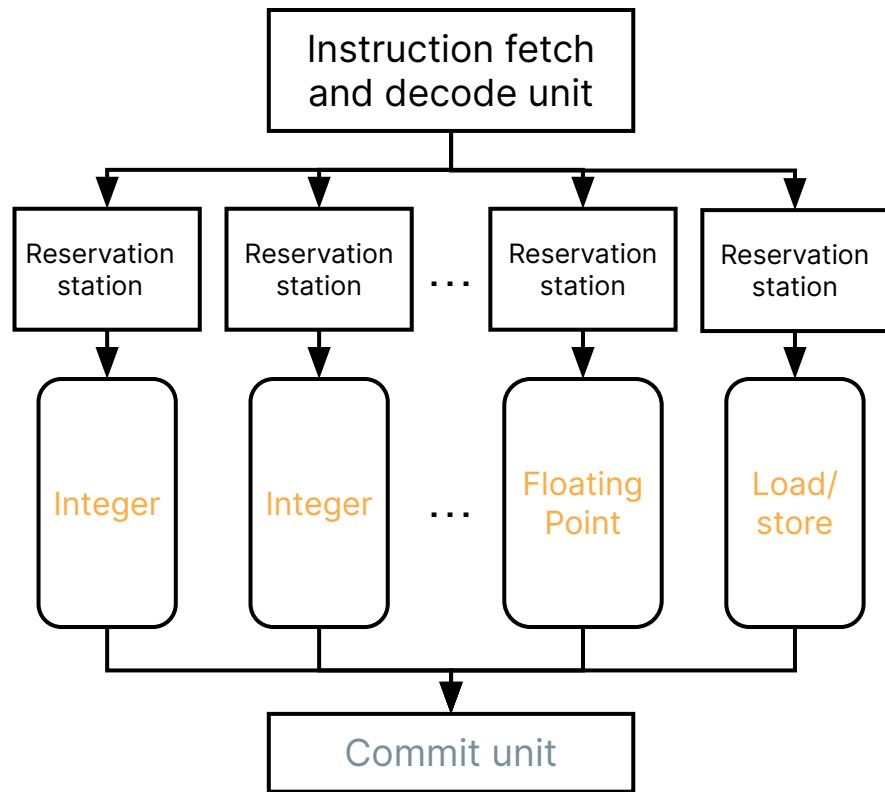 Instruction fetch
and decode unit
Reservation
station
Reservation
station
...
Reservation
station
Reservation
station
Integer
Integer
...
Floating
Point
Load/
store
Commit unit